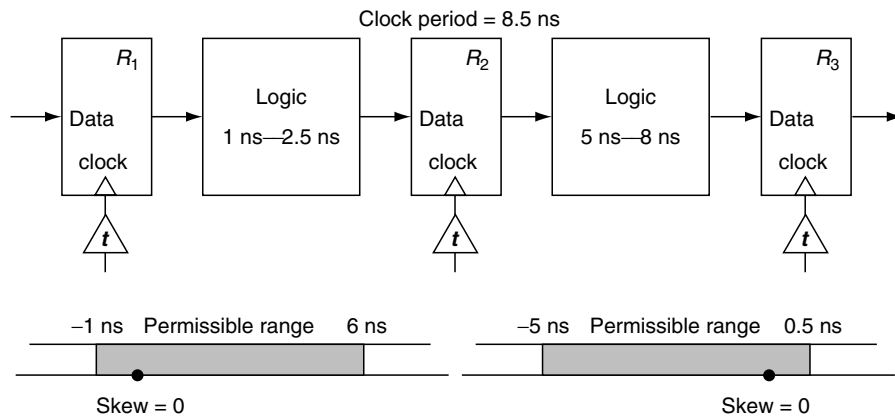 Clock period = 8.5 ns
R1
R2
R3
Logic
Logic
Data
1 ns—2.5 ns
Data
5 ns—8 ns
Data
clock
clock
clock
t
t
t
−1 ns Permissible range 6 ns
−5 ns Permissible range 0.5 ns
Skew = 0
Skew = 0